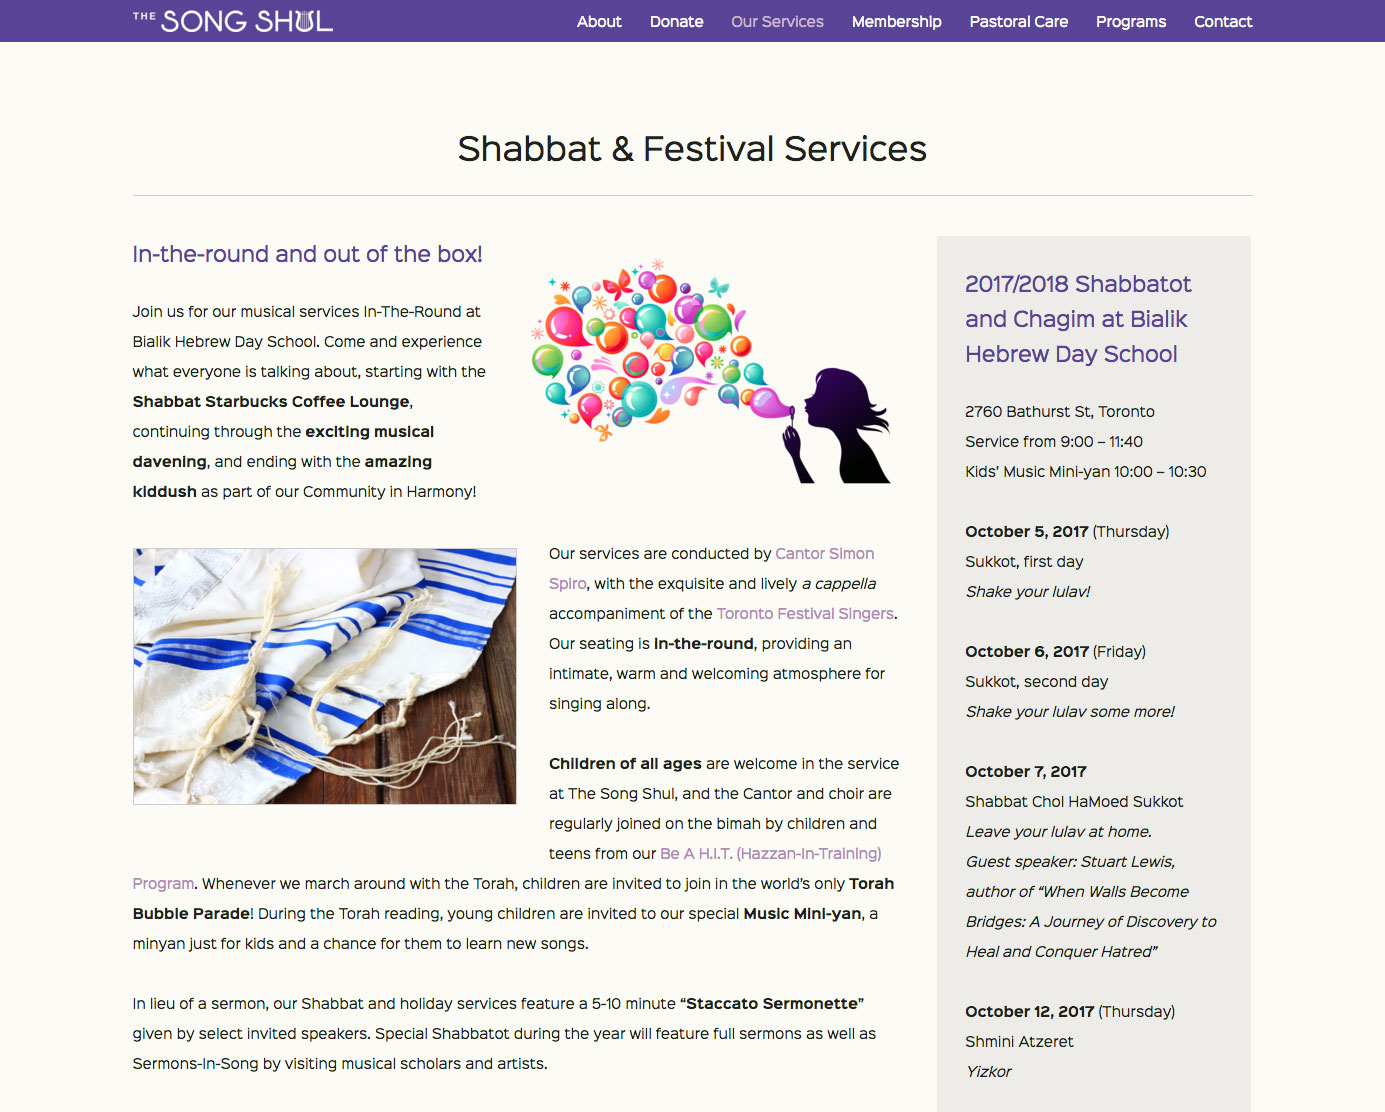 THE SONG SHUL
About Donate Our Services Membership Pastoral Care Programs Contact
Shabbat & Festival Services
In-the-round and out of the box!
Join us for our musical services In-The-Round at
Bialik Hebrew Day School. Come and experience
what everyone is talking about, starting with the
Shabbat Starbucks Coffee Lounge,
continuing through the exciting musical
davening, and ending with the amazing
kiddush as part of our Community in Harmony!
Our services are conducted by Cantor Simon
Spiro, with the exquisite and lively a cappella
accompaniment of the Toronto Festival Singers.
Our seating is in-the-round, providing an
intimate, warm and welcoming atmosphere for
singing along.
Children of all ages are welcome in the service
at The Song Shul, and the Cantor and choir are
regularly joined on the bimah by children and
teens from our Be A H.I.T. (Hazzan-In-Training)
Program. Whenever we march around with the Torah, children are invited to join in the world's only Torah
Bubble Parade! During the Torah reading, young children are invited to our special Music Mini-yan, a
minyan just for kids and a chance for them to learn new songs.
In lieu of a sermon, our Shabbat and holiday services feature a 5-10 minute “Staccato Sermonette”
given by select invited speakers. Special Shabbatot during the year will feature full sermons as well as
Sermons-In-Song by visiting musical scholars and artists.
2017/2018 Shabbatot
and Chagim at Bialik
Hebrew Day School
2760 Bathurst St, Toronto
Service from 9:00 – 11:40
Kids' Music Mini-yan 10:00 – 10:30
October 5, 2017 (Thursday)
Sukkot, first day
Shake your lulav!
October 6, 2017 (Friday)
Sukkot, second day
Shake your lulav some more!
October 7, 2017
Shabbat Chol HaMoed Sukkot
Leave your lulav at home.
Guest speaker: Stuart Lewis,
author of “When Walls Become
Bridges: A Journey of Discovery to
Heal and Conquer Hatred”
October 12, 2017 (Thursday)
Shmini Atzeret
Yizkor